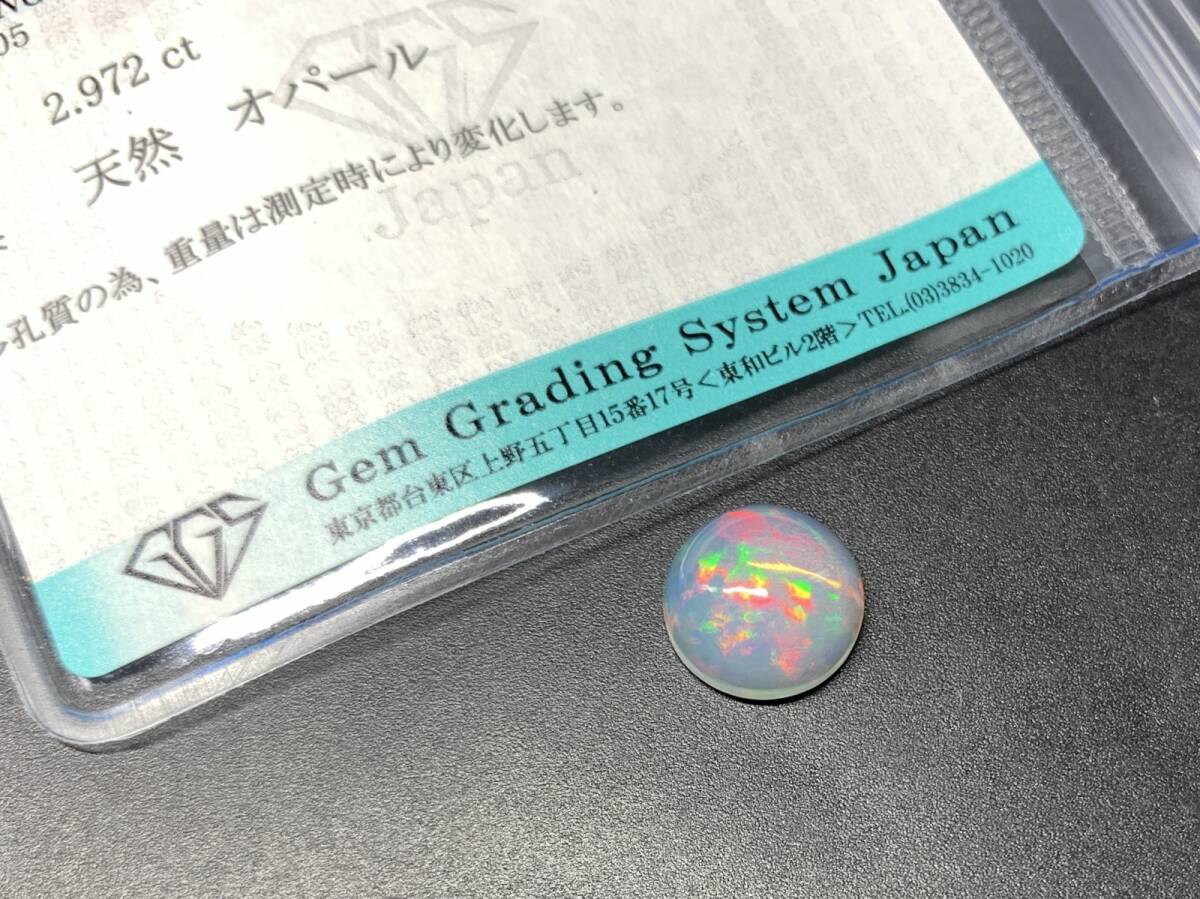 05
2.972 ct
天然 オパール
孔質の為、重量は測定時により変化します。
GGS
Japan
Gem Grading System Japan
東京都台東区上野五丁目15番17号＜東和ビル2階＞TEL.(03)3834-1020
GGS